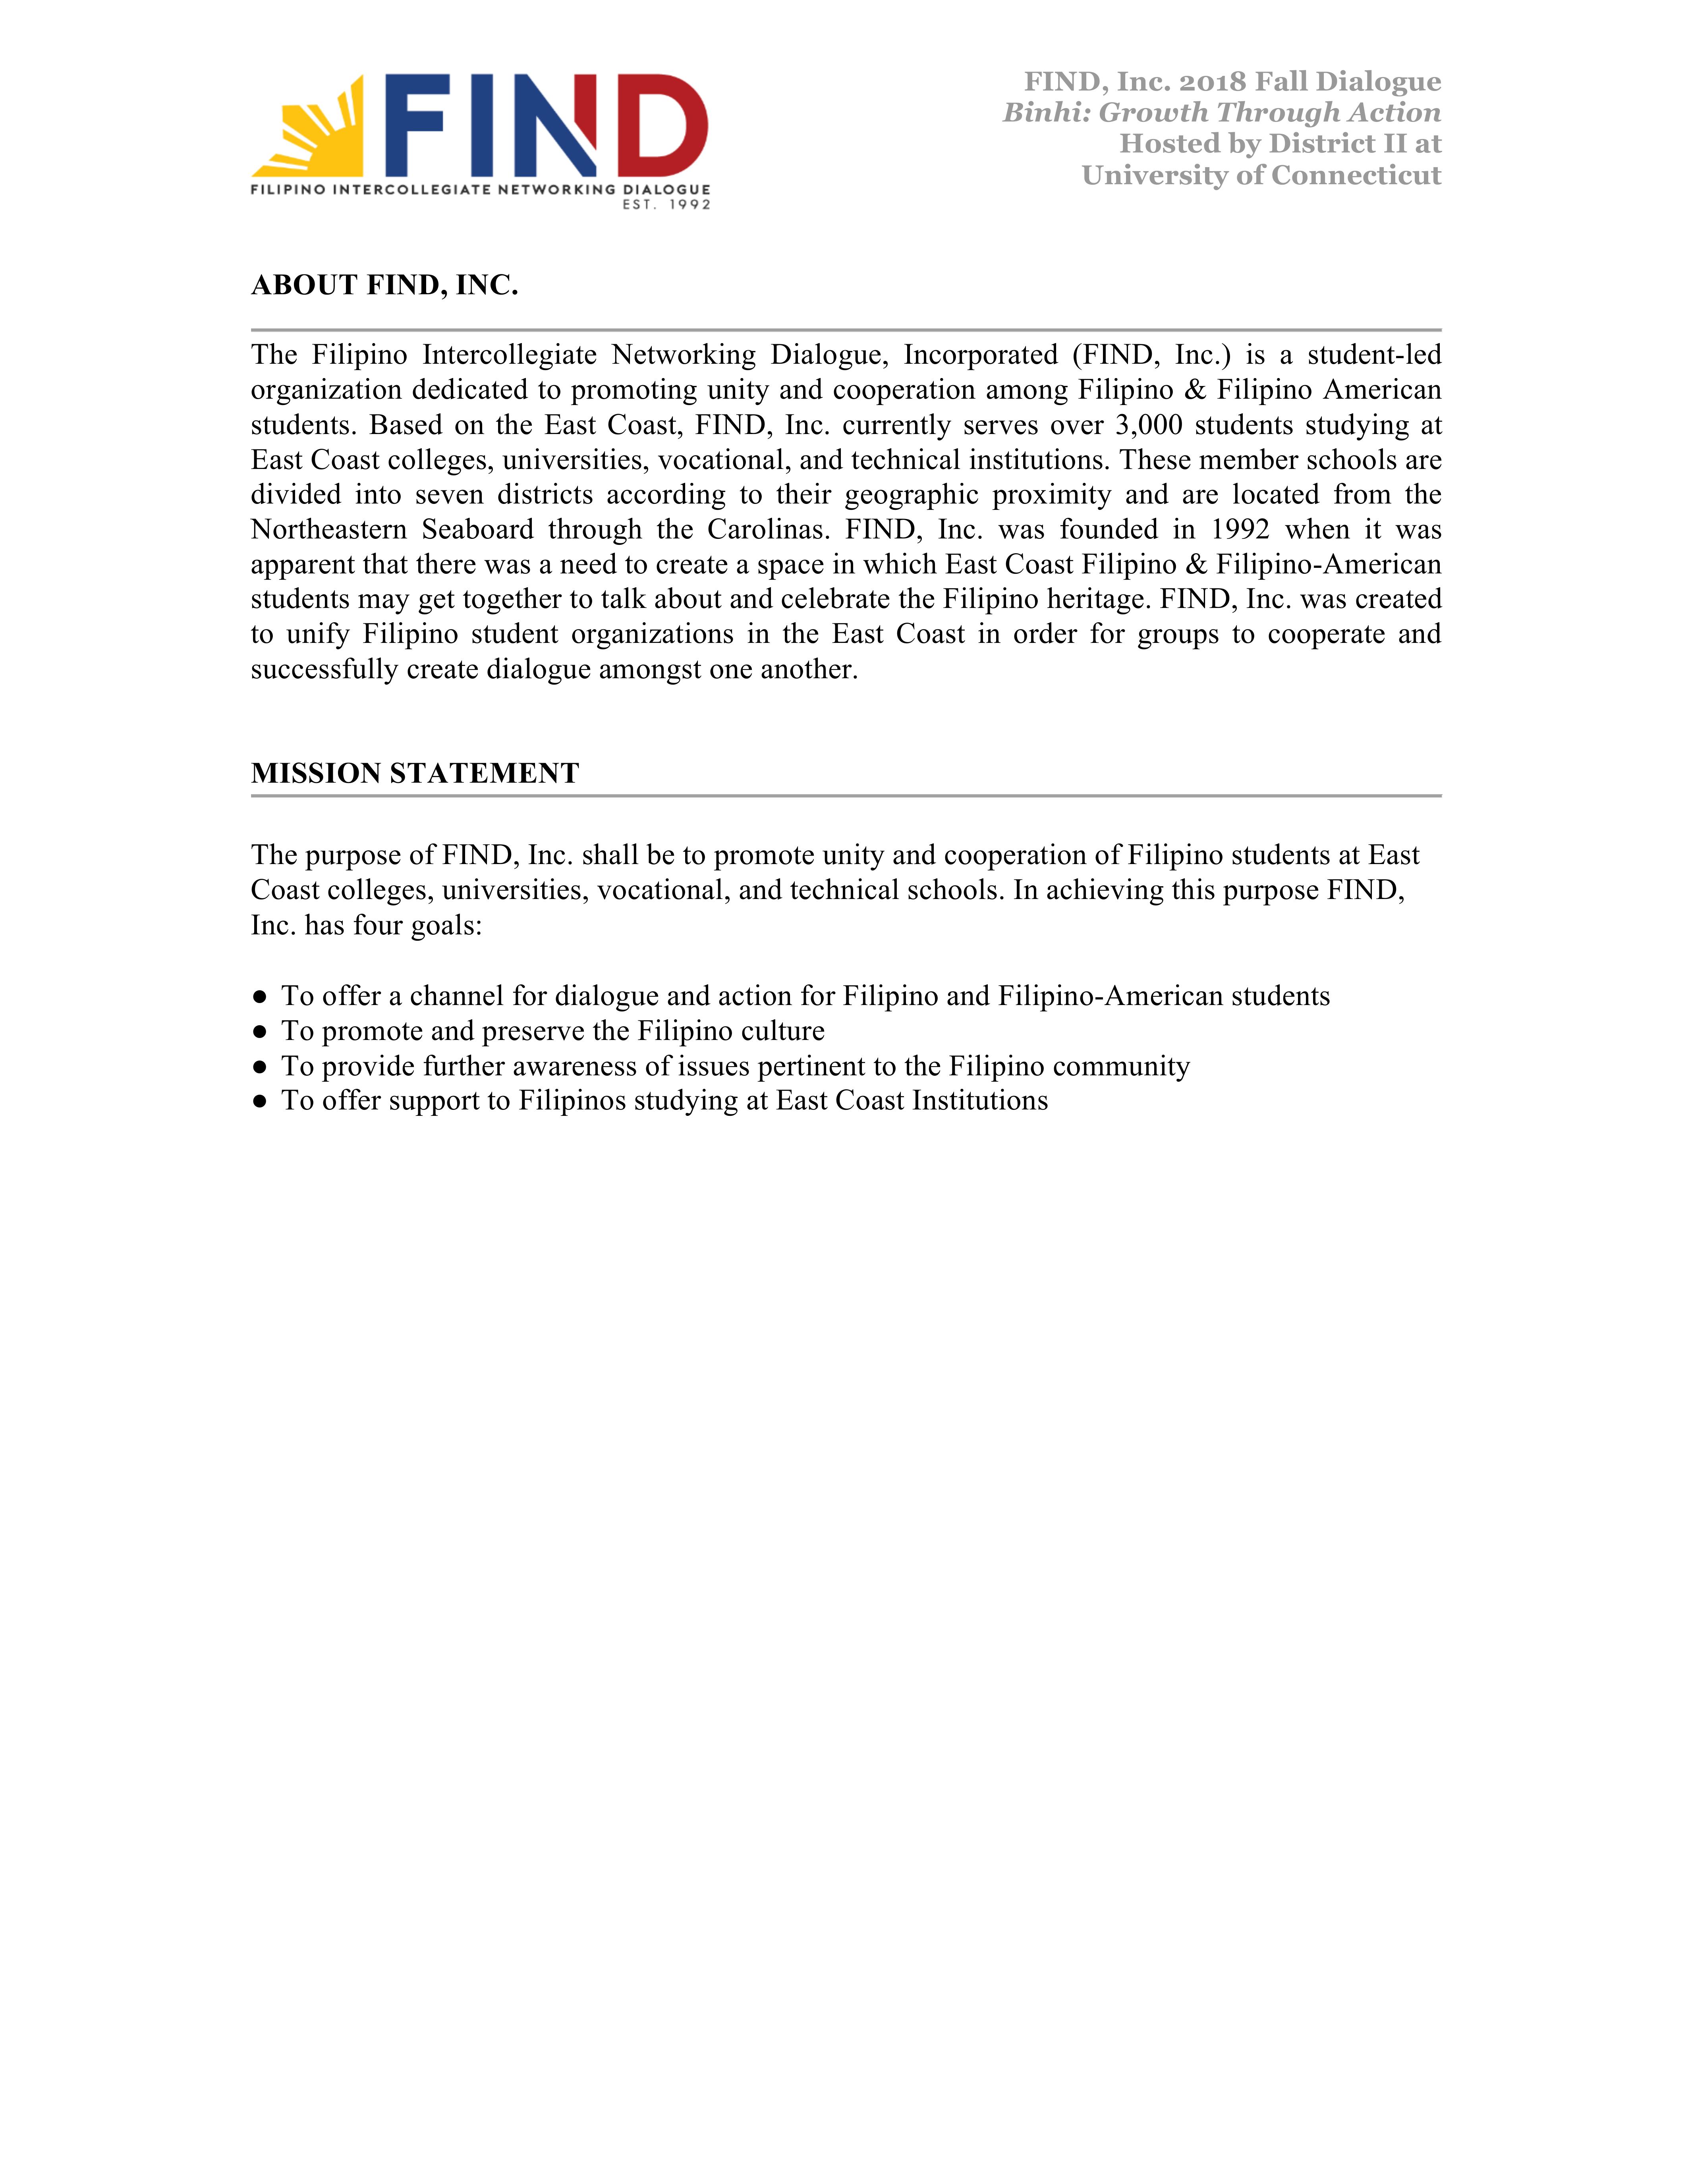 FIND
FILIPINO INTERCOLLEGIATE NETWORKING DIALOGUE
EST. 1992
FIND, Inc. 2018 Fall Dialogue
Binhi: Growth Through Action
Hosted by District II at
University of Connecticut
ABOUT FIND, INC.
The Filipino Intercollegiate Networking Dialogue, Incorporated (FIND, Inc.) is a student-led
organization dedicated to promoting unity and cooperation among Filipino & Filipino American
students. Based on the East Coast, FIND, Inc. currently serves over 3,000 students studying at
East Coast colleges, universities, vocational, and technical institutions. These member schools are
divided into seven districts according to their geographic proximity and are located from the
Northeastern Seaboard through the Carolinas. FIND, Inc. was founded in 1992 when it was
apparent that there was a need to create a space in which East Coast Filipino & Filipino-American
students may get together to talk about and celebrate the Filipino heritage. FIND, Inc. was created
to unify Filipino student organizations in the East Coast in order for groups to cooperate and
successfully create dialogue amongst one another.
MISSION STATEMENT
The purpose of FIND, Inc. shall be to promote unity and cooperation of Filipino students at East
Coast colleges, universities, vocational, and technical schools. In achieving this purpose FIND,
Inc. has four goals:
● To offer a channel for dialogue and action for Filipino and Filipino-American students
● To promote and preserve the Filipino culture
● To provide further awareness of issues pertinent to the Filipino community
● To offer support to Filipinos studying at East Coast Institutions